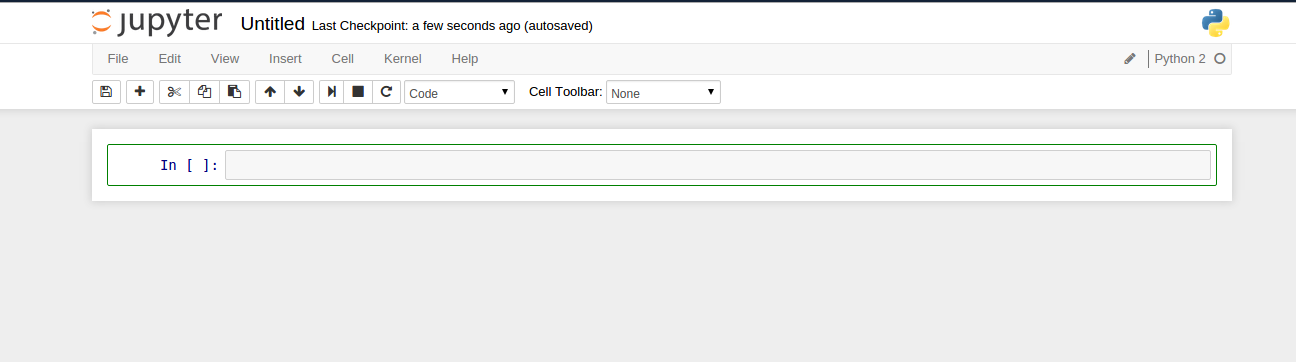 jupyter Untitled Last Checkpoint: a few seconds ago (autosaved)
File Edit View Insert Cell Kernel Help Python 2
Code Cell Toolbar: None
In [ ]: